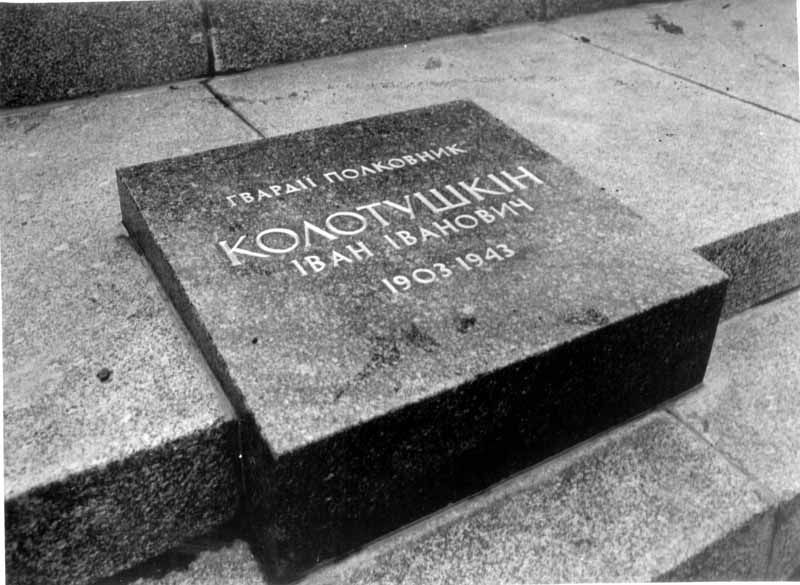 ГВАРДІЇ ПОЛКОВНИК
КОЛОТУШКІН
ІВАН ІВАНОВИЧ
1903-1943